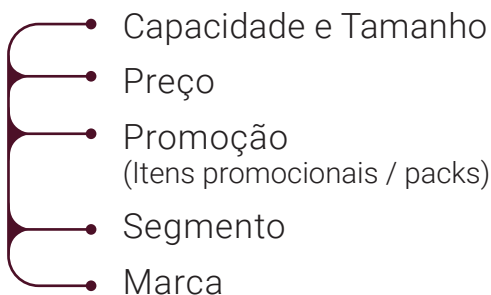 Capacidade e Tamanho
Preço
Promoção
(Itens promocionais / packs)
Segmento
Marca